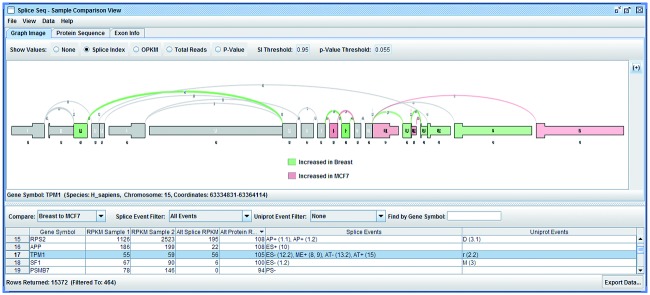 Splice Seq - Sample Comparison View
File View Data Help
Graph Image Protein Sequence Exon Info
Show Values: None Splice Index OPKM Total Reads P-Value SI Threshold: 0.95 p-Value Threshold: 0.055
(+)
Increased in Breast
Increased in MCF7
Gene Symbol: TPM1 (Species: H_sapiens, Chromosome: 15, Coordinates: 63334831-63364114)
Compare: Breast to MCF7 Splice Event Filter: All Events Uniprot Event Filter: None Find by Gene Symbol:
Gene Symbol RPKM Sample 1 RPKM Sample 2 Alt Splice RPKM Alt Protein R... Splice Events Uniprot Events
15 RPS2 1126 2523 195 108 AP+ (1.1), AP+ (1.2) D (3.1)
16 APP 186 199 22 108 ES+ (10)
17 TPM1 55 59 56 105 ES- (12.2), ME+ (8, 9), AT- (13.2), AT+ (15) r (2.2)
18 SF1 67 90 6 100 ES- (1.2) M (3)
19 PSMB7 78 146 0 94 PS-
Rows Returned: 15372 (Filtered To: 464) Export Data...